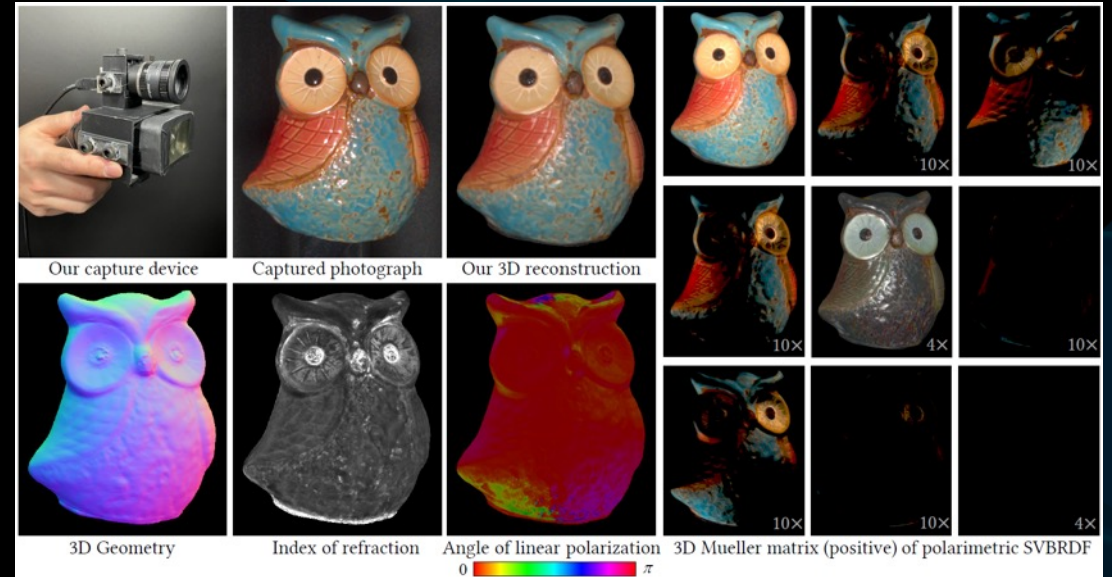 10×
10×
Our capture device
Captured photograph
Our 3D reconstruction
10×
4×
10×
10×
10×
4×
3D Geometry
Index of refraction
Angle of linear polarization
3D Mueller matrix (positive) of polarimetric SVBRDF
0
π